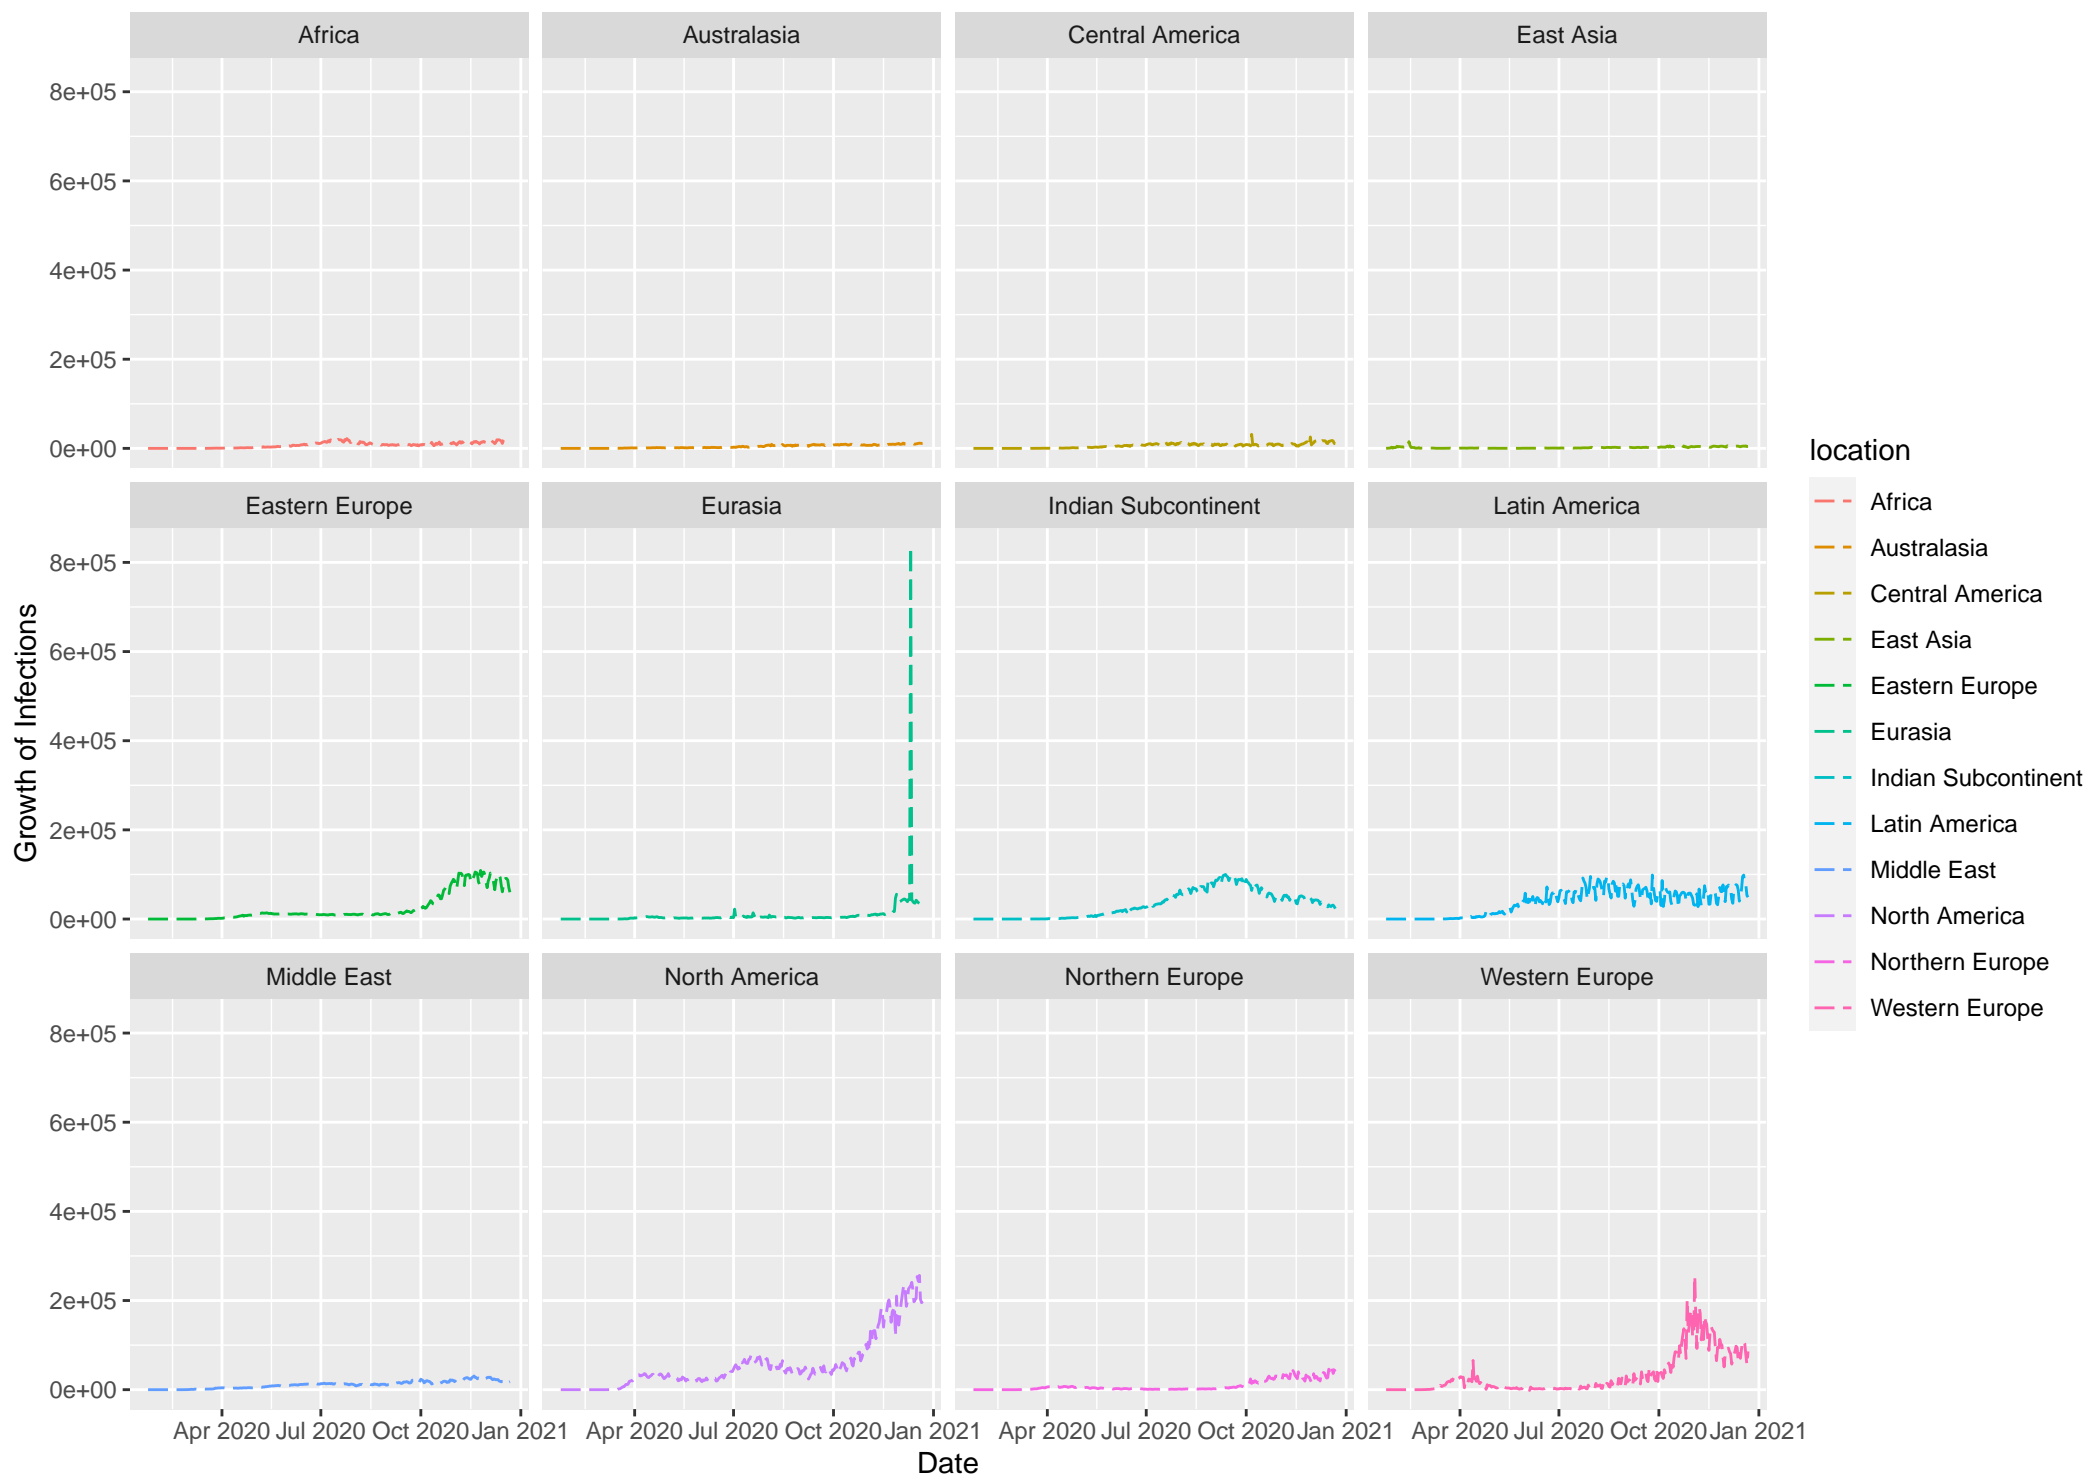 Africa
Australasia
Central America
East Asia
8e+05
6e+05
4e+05
2e+05
0e+00
Eastern Europe
Eurasia
Indian Subcontinent
Latin America
8e+05
6e+05
4e+05
2e+05
0e+00
Middle East
North America
Northern Europe
Western Europe
8e+05
6e+05
4e+05
2e+05
0e+00
Apr 2020 Jul 2020 Oct 2020 Jan 2021
Apr 2020 Jul 2020 Oct 2020 Jan 2021
Apr 2020 Jul 2020 Oct 2020 Jan 2021
Apr 2020 Jul 2020 Oct 2020 Jan 2021
Date
Growth of Infections
location
Africa
Australasia
Central America
East Asia
Eastern Europe
Eurasia
Indian Subcontinent
Latin America
Middle East
North America
Northern Europe
Western Europe